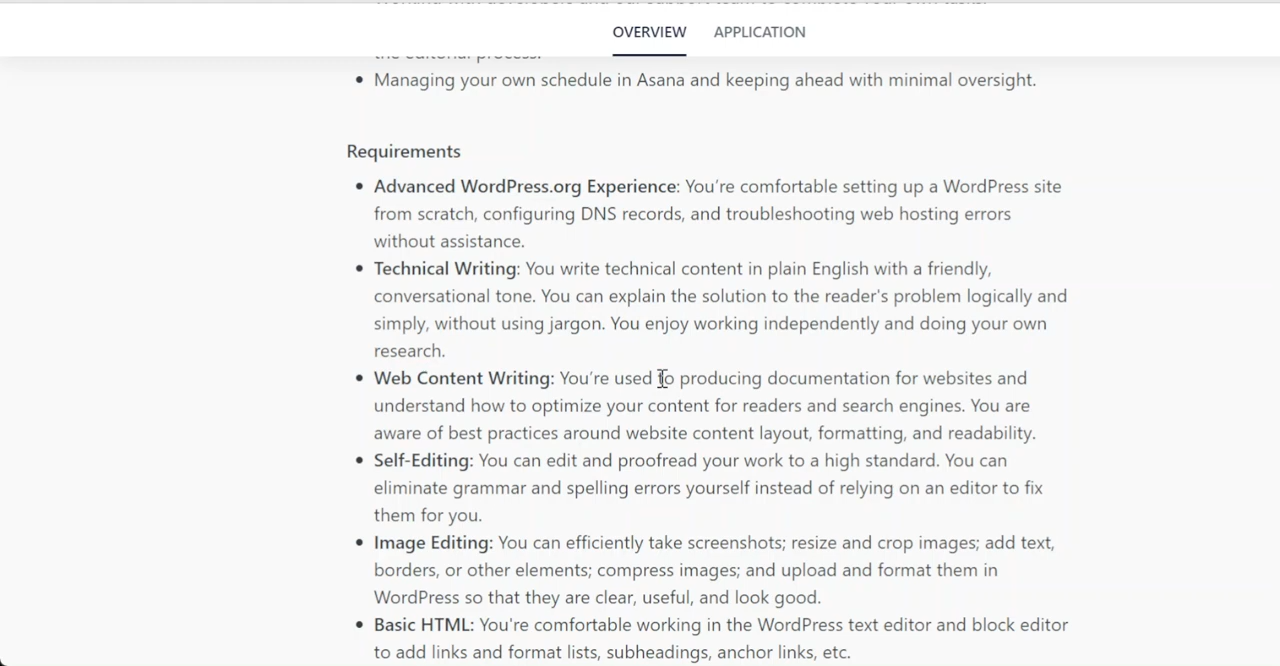 OVERVIEW APPLICATION
the editorial process.
• Managing your own schedule in Asana and keeping ahead with minimal oversight.
Requirements
• Advanced WordPress.org Experience: You're comfortable setting up a WordPress site
from scratch, configuring DNS records, and troubleshooting web hosting errors
without assistance.
• Technical Writing: You write technical content in plain English with a friendly,
conversational tone. You can explain the solution to the reader's problem logically and
simply, without using jargon. You enjoy working independently and doing your own
research.
• Web Content Writing: You're used to producing documentation for websites and
understand how to optimize your content for readers and search engines. You are
aware of best practices around website content layout, formatting, and readability.
• Self-Editing: You can edit and proofread your work to a high standard. You can
eliminate grammar and spelling errors yourself instead of relying on an editor to fix
them for you.
• Image Editing: You can efficiently take screenshots; resize and crop images; add text,
borders, or other elements; compress images; and upload and format them in
WordPress so that they are clear, useful, and look good.
• Basic HTML: You're comfortable working in the WordPress text editor and block editor
to add links and format lists, subheadings, anchor links, etc.